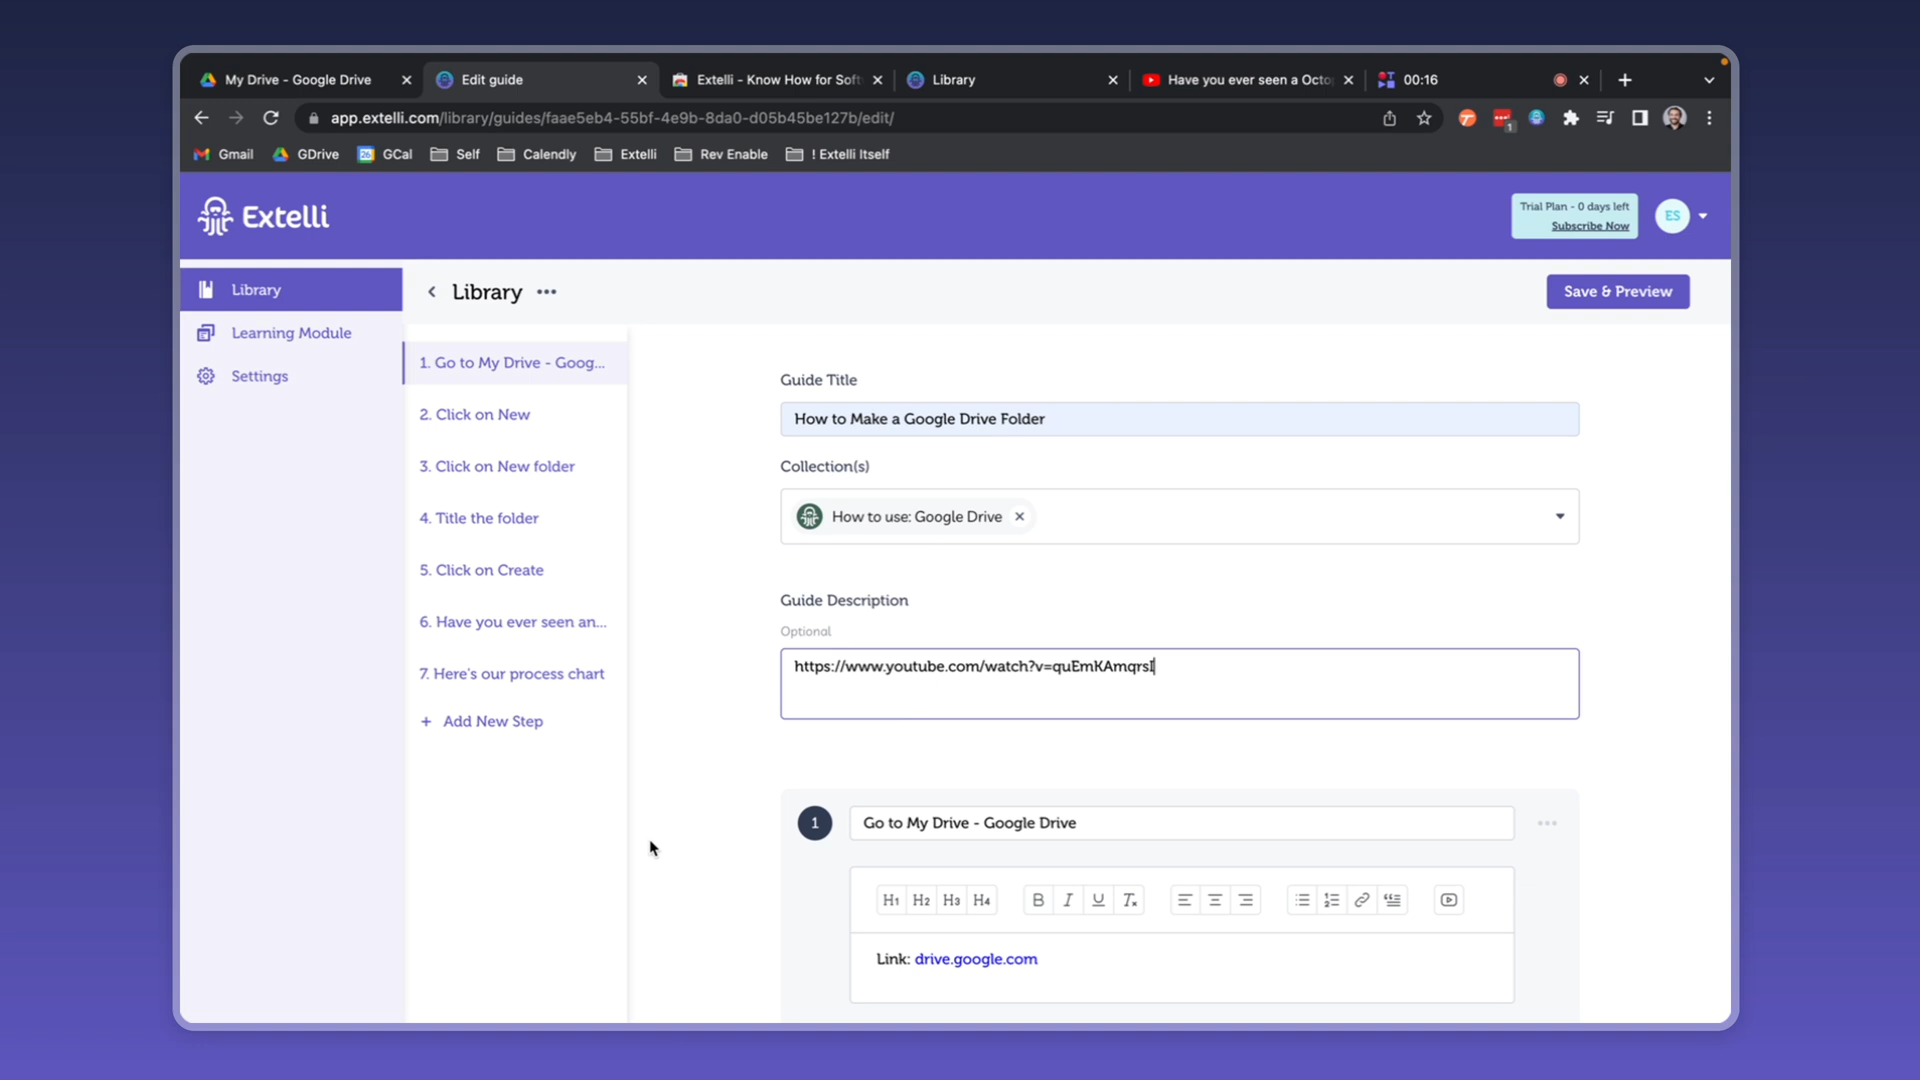 My Drive - Google Drive
Edit guide
Extelli - Know How for Soft
Library
Have you ever seen a Octo
00:16
app.extelli.com/library/guides/faae5eb4-55bf-4e9b-8da0-d05b45be127b/edit/
1
Gmail
GDrive
26
GCal
Self
Calendly
Extelli
Rev Enable
! Extelli Itself
Extelli
Trial Plan - 0 days left
Subscribe Now
ES
Library
Learning Module
Settings
Library
Save & Preview
1. Go to My Drive - Goog...
2. Click on New
3. Click on New folder
4. Title the folder
5. Click on Create
6. Have you ever seen an...
7. Here's our process chart
+ Add New Step
Guide Title
How to Make a Google Drive Folder
Collection(s)
How to use: Google Drive
Guide Description
Optional
https://www.youtube.com/watch?v=quEmKAmqrsI
1
Go to My Drive - Google Drive
H1 H2 H3 H4 B I U Tx
Link: drive.google.com